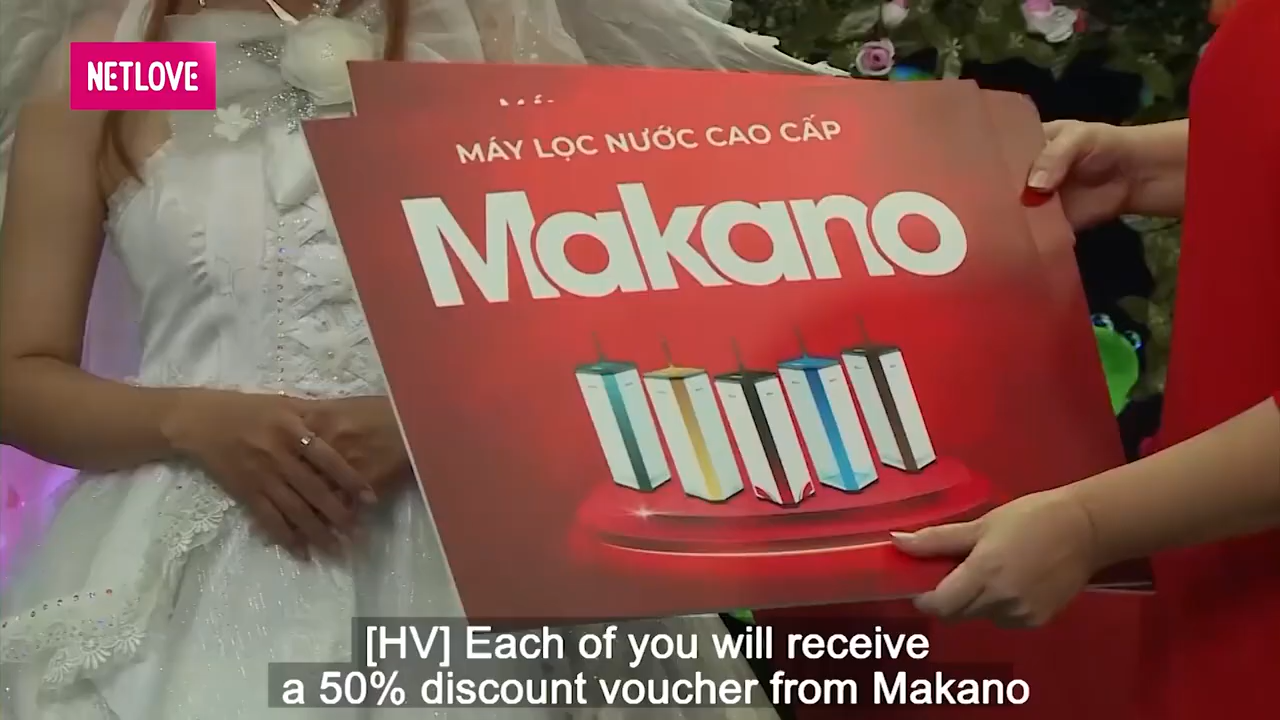 NETLOVE
MÁY LỌC NƯỚC CAO CẤP
Makano
[HV] Each of you will receive
a 50% discount voucher from Makano